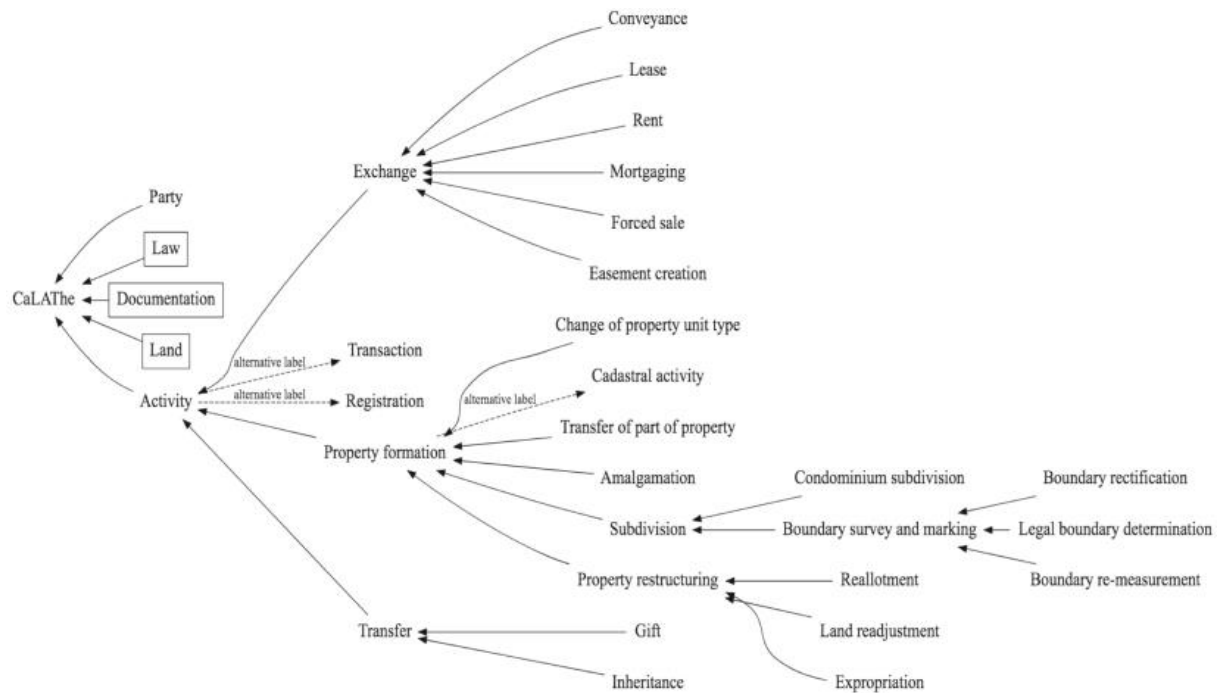 Conveyance
Lease
Rent
Exchange
Mortgaging
Party
Forced sale
Law
Easement creation
CaLAThe
Documentation
Change of property unit type
Land
Transaction
alternative label
Cadastral activity
alternative label
Activity
Registration
alternative label
Transfer of part of property
Property formation
Amalgamation
Condominium subdivision
Boundary rectification
Subdivision
Boundary survey and marking
Legal boundary determination
Property restructuring
Reallotment
Boundary re-measurement
Transfer
Gift
Land readjustment
Inheritance
Expropriation